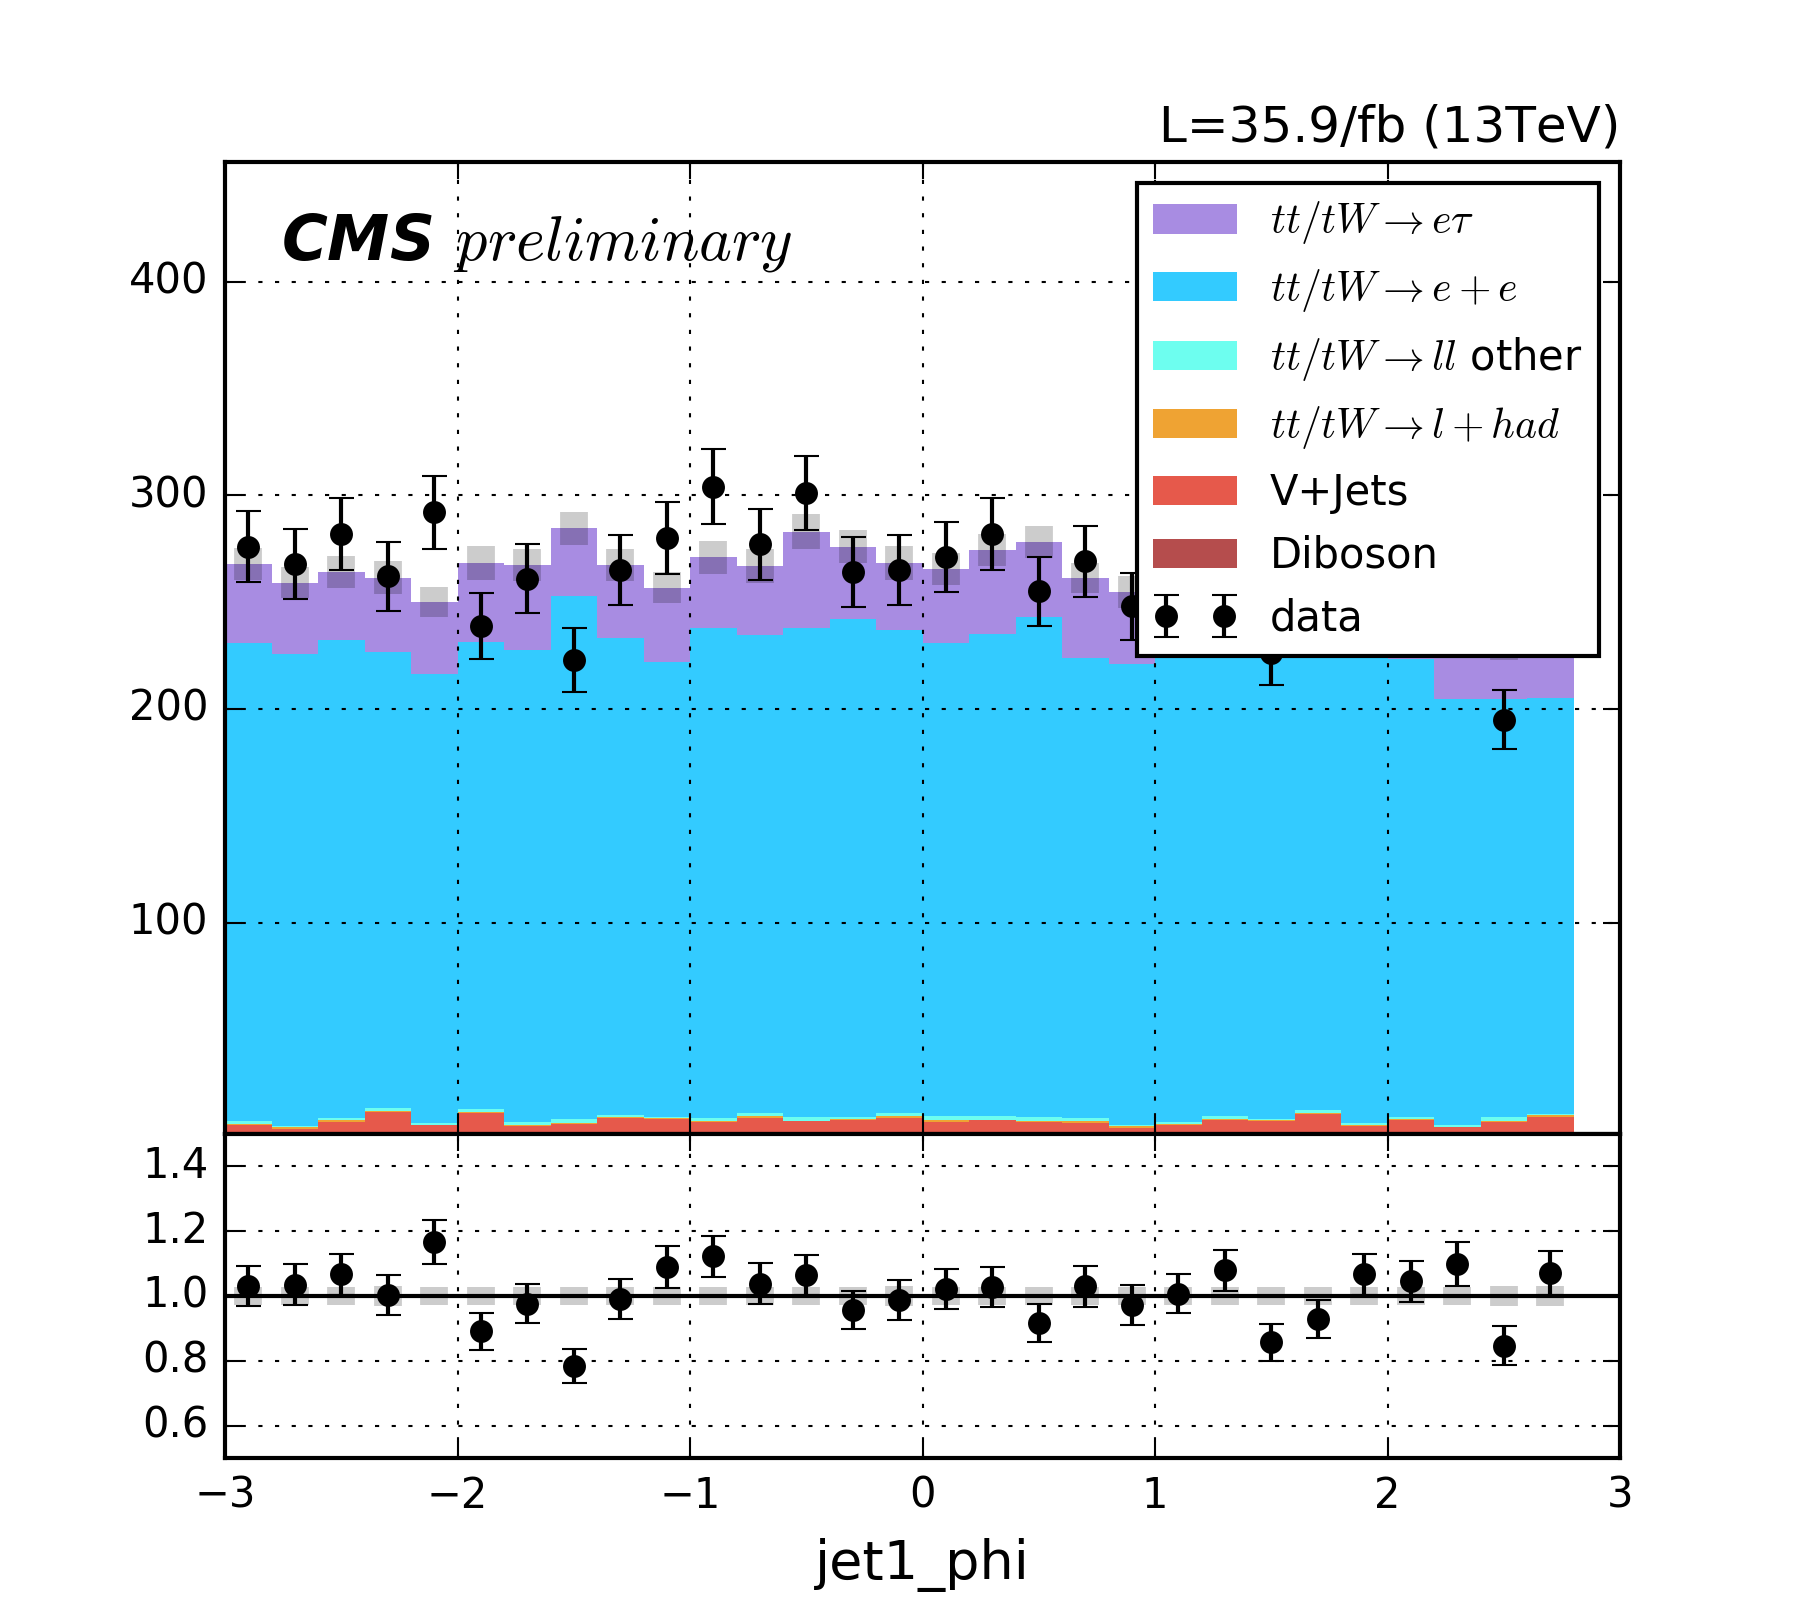 L=35.9/fb (13TeV)
CMS preliminary
tt/tW→eτ
tt/tW→e+e
tt/tW→ll other
tt/tW→l+had
V+Jets
Diboson
data
400
300
200
100
1.4
1.2
1.0
0.8
0.6
−3 −2 −1 0 1 2 3
jet1_phi